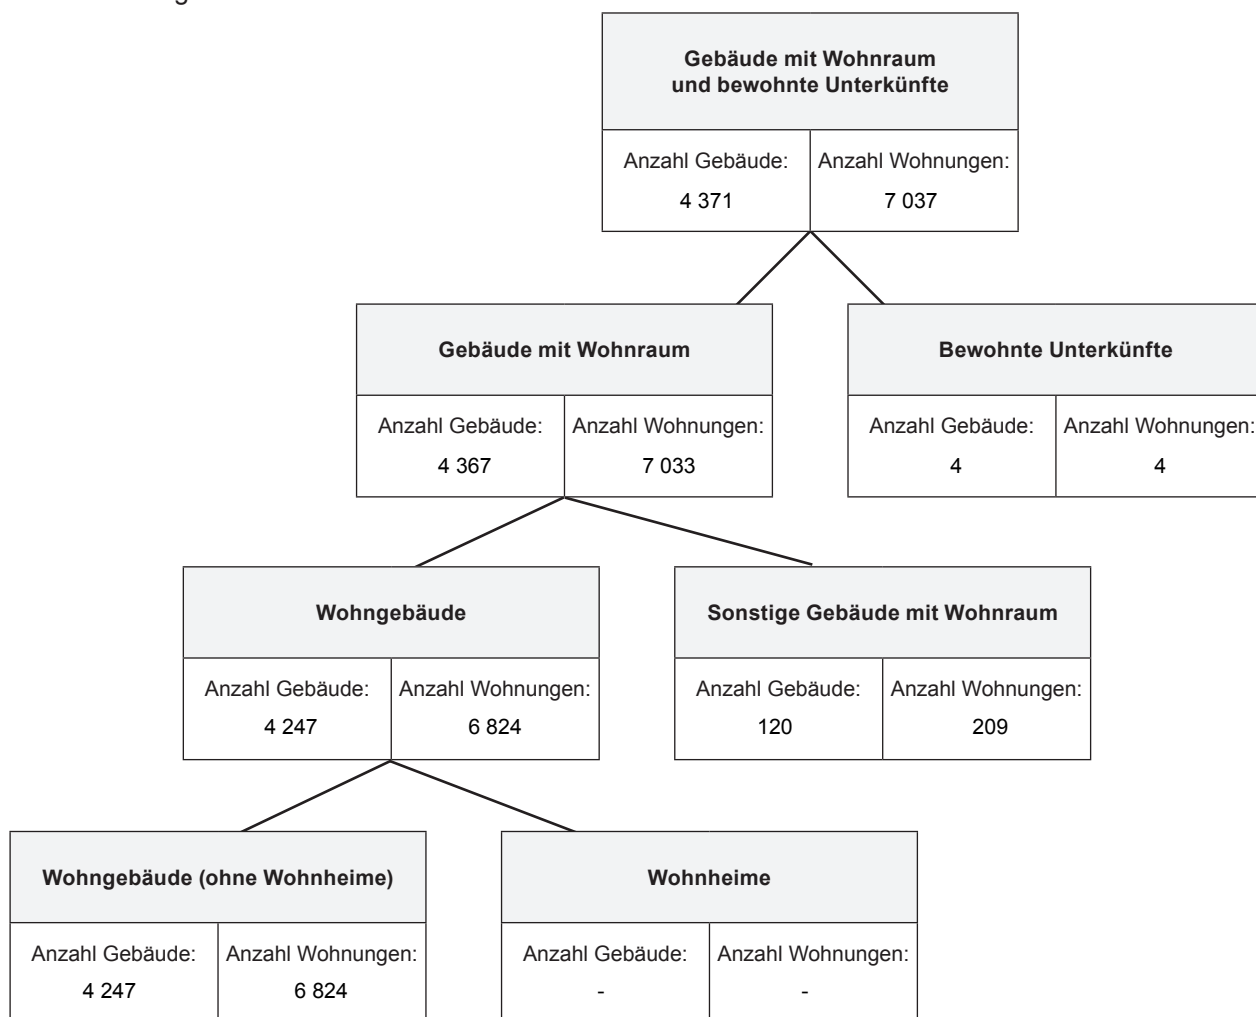 Gebäude mit Wohnraum
und bewohnte Unterkünfte
Anzahl Gebäude: Anzahl Wohnungen:
4 371 7 037
Gebäude mit Wohnraum
Anzahl Gebäude: Anzahl Wohnungen:
4 367 7 033
Bewohnte Unterkünfte
Anzahl Gebäude: Anzahl Wohnungen:
4 4
Wohngebäude
Anzahl Gebäude: Anzahl Wohnungen:
4 247 6 824
Sonstige Gebäude mit Wohnraum
Anzahl Gebäude: Anzahl Wohnungen:
120 209
Wohngebäude (ohne Wohnheime)
Anzahl Gebäude: Anzahl Wohnungen:
4 247 6 824
Wohnheime
Anzahl Gebäude: Anzahl Wohnungen:
- -